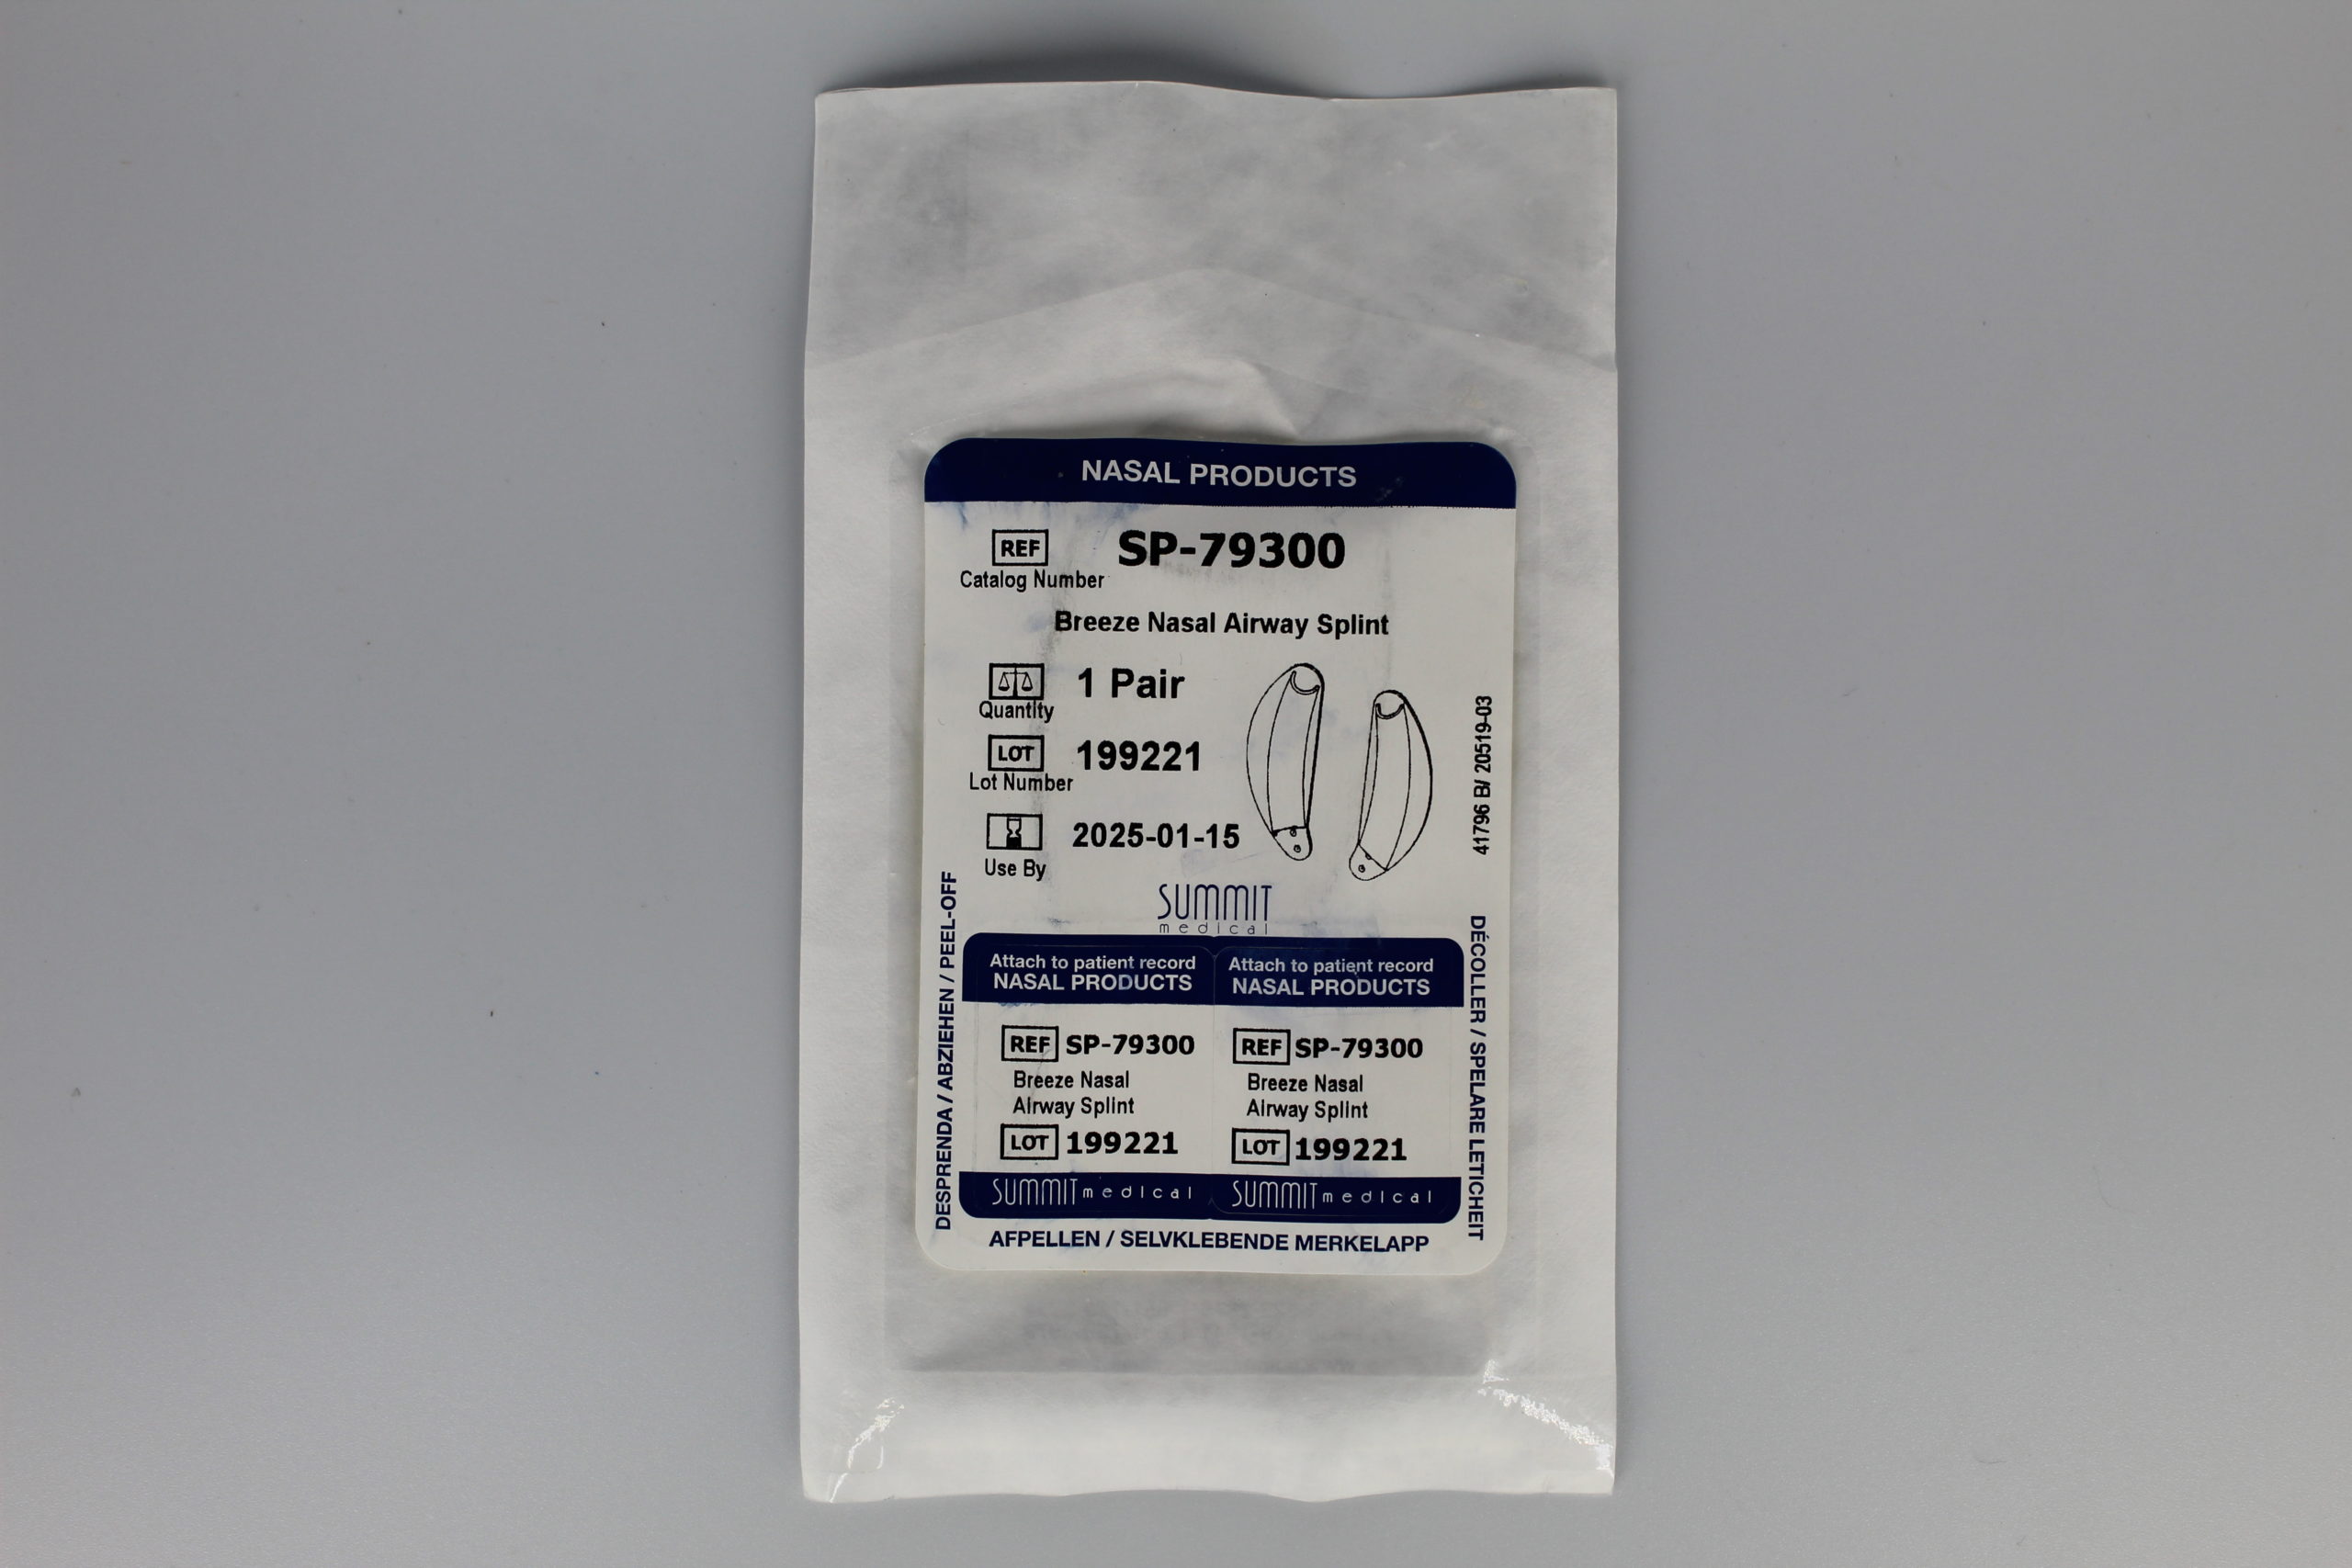 NASAL PRODUCTS
REF SP-79300
Catalog Number
Breeze Nasal Airway Splint
1 Pair
Quantity
LOT 199221
Lot Number
2025-01-15
Use By
41796 B/ 20519-03
SUMMIT
medical
DESPRENDA / ABZIEHEN / PEEL-OFF
DÉCOLLER / SPELARE LETICHEIT
Attach to patient record
NASAL PRODUCTS
REF SP-79300
Breeze Nasal
Airway Splint
LOT 199221
SUMMIT medical
Attach to patient record
NASAL PRODUCTS
REF SP-79300
Breeze Nasal
Airway Splint
LOT 199221
SUMMIT medical
AFPELLEN / SELVKLEBENDE MERKELAPP